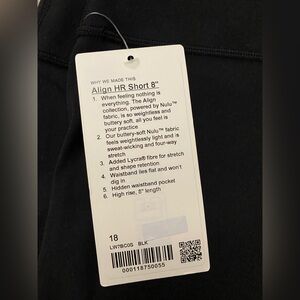 WHY WE MADE THIS
Align HR Short 8"
1. When feeling nothing is
everything. The Align
collection, powered by Nulu™
fabric, is so weightless and
buttery soft, all you feel is
your practice
2. Our buttery-soft Nulu™ fabric
feels weightlessly light and is
sweat-wicking and four-way
stretch
3. Added Lycra® fibre for stretch
and shape retention
4. Waistband lies flat and won't
dig in
5. Hidden waistband pocket
6. High rise, 8" length
18
LW7BC0S BLK
000118750055